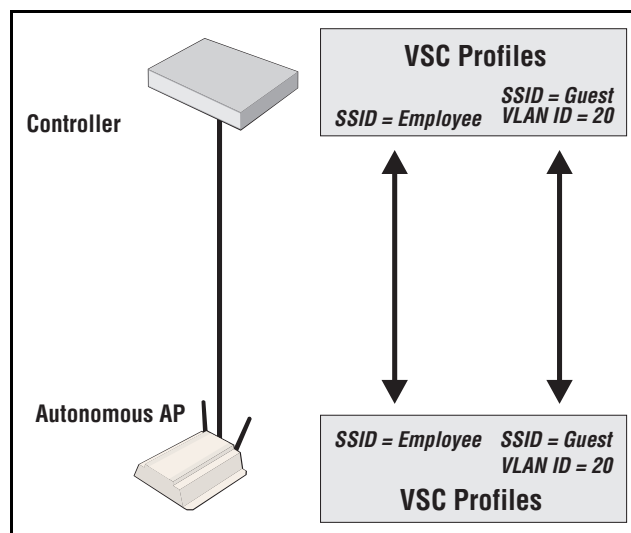 VSC Profiles
Controller
SSID = Employee
SSID = Guest
VLAN ID = 20
Autonomous AP
SSID = Employee
SSID = Guest
VLAN ID = 20
VSC Profiles